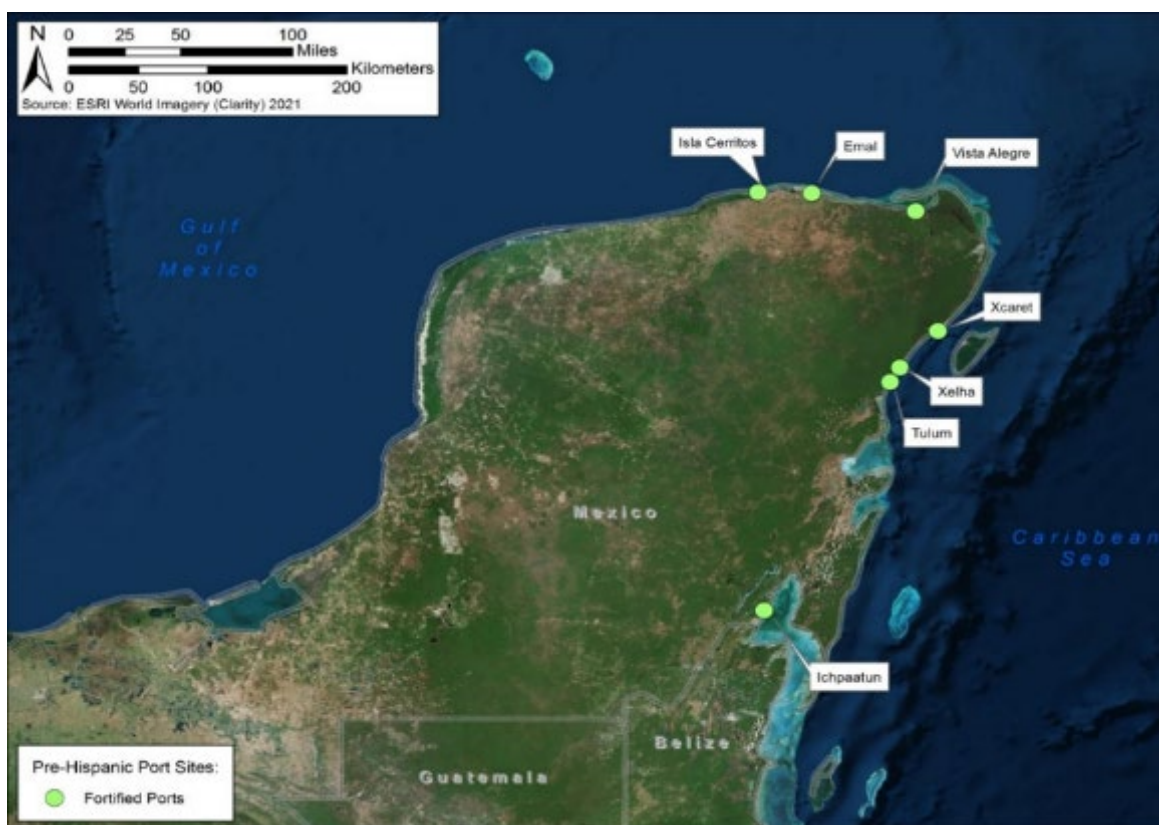 N
0 25 50 100
Miles
Kilometers
0 50 100 200
Source: ESRI World Imagery (Clarity) 2021
Isla Cerritos
Emal
Vista Alegre
Gulf
of
Mexico
Xcaret
Xelha
Tulum
Mexico
Caribbean
Sea
Ichpaatun
Belize
Guatemala
Pre-Hispanic Port Sites:
Fortified Ports